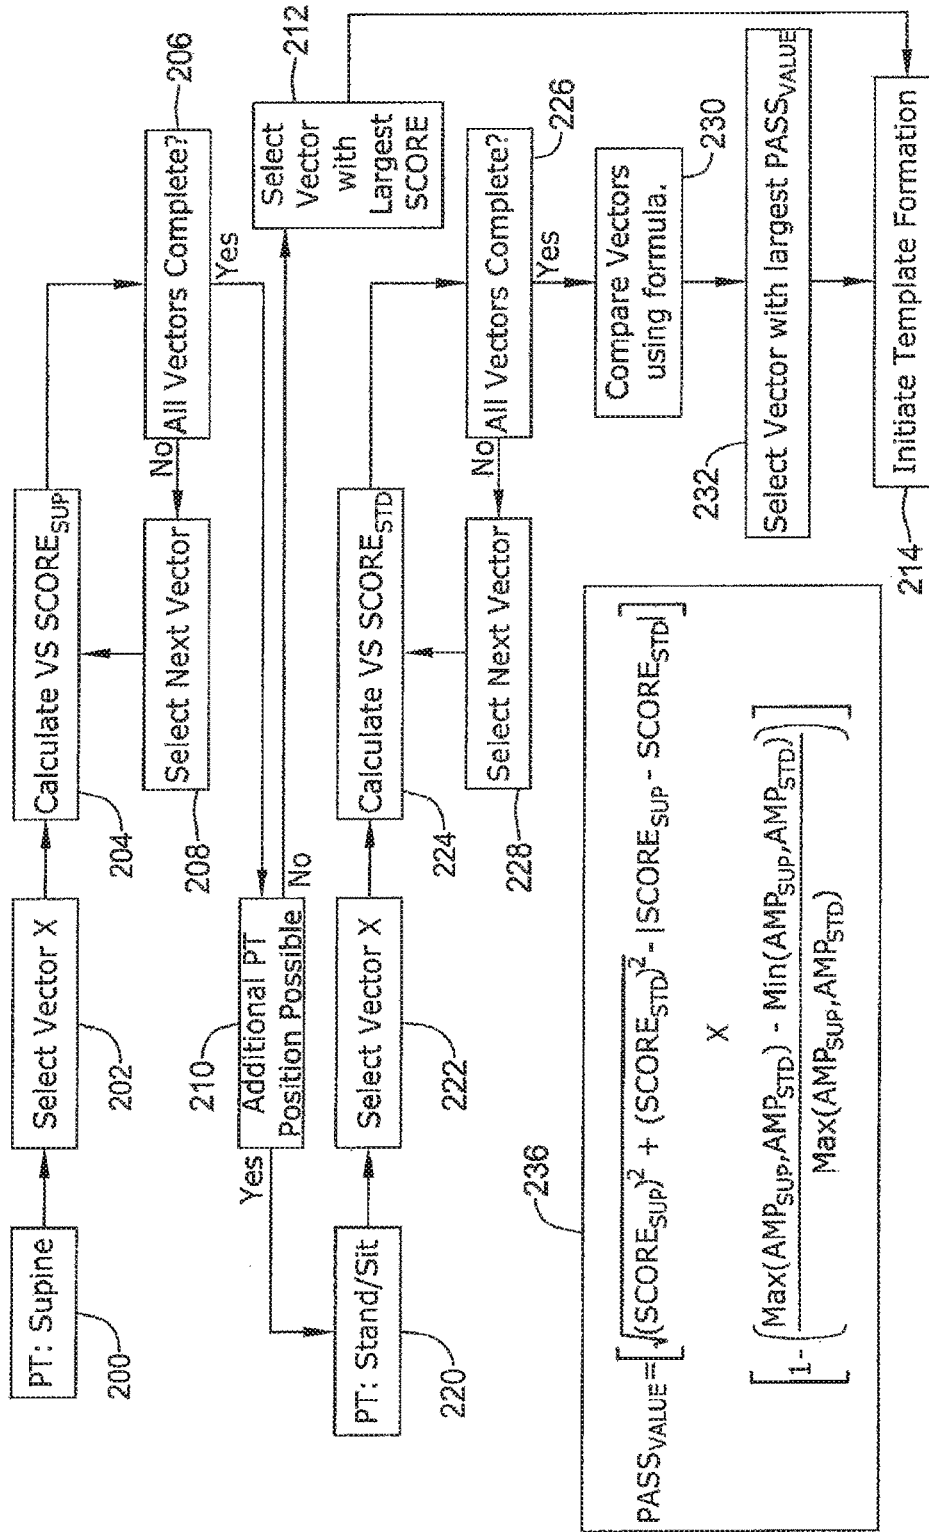 PT: Supine
200
Select Vector X
202
Calculate VS SCORE_SUP
204
All Vectors Complete?
206
No
Yes
Select Next Vector
208
Additional PT
Position Possible
210
Yes
No
Select
Vector
with
Largest
SCORE
212
PT: Stand/Sit
220
Select Vector X
222
Calculate VS SCORE_STD
224
All Vectors Complete?
226
No
Yes
Select Next Vector
228
Compare Vectors
using formula.
230
Select Vector with largest PASS_VALUE
232
Initiate Template Formation
214
236
PASS_VALUE=[√(SCORE_SUP)² + (SCORE_STD)² - |SCORE_SUP - SCORE_STD|]
X
[1-(Max(AMP_SUP,AMP_STD) - Min(AMP_SUP,AMP_STD)
Max(AMP_SUP,AMP_STD))]